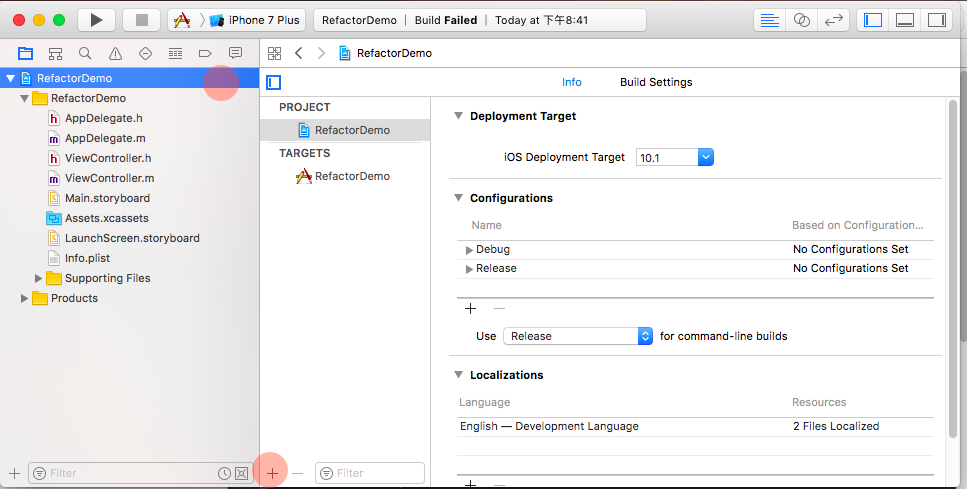 iPhone 7 Plus
RefactorDemo | Build Failed | Today at 下午8:41
RefactorDemo
RefactorDemo
RefactorDemo
AppDelegate.h
AppDelegate.m
ViewController.h
ViewController.m
Main.storyboard
Assets.xcassets
LaunchScreen.storyboard
Info.plist
Supporting Files
Products
Filter
PROJECT
RefactorDemo
TARGETS
RefactorDemo
Filter
Info Build Settings
Deployment Target
iOS Deployment Target 10.1
Configurations
Name Based on Configuration...
Debug No Configurations Set
Release No Configurations Set
Use Release for command-line builds
Localizations
Language Resources
English — Development Language 2 Files Localized